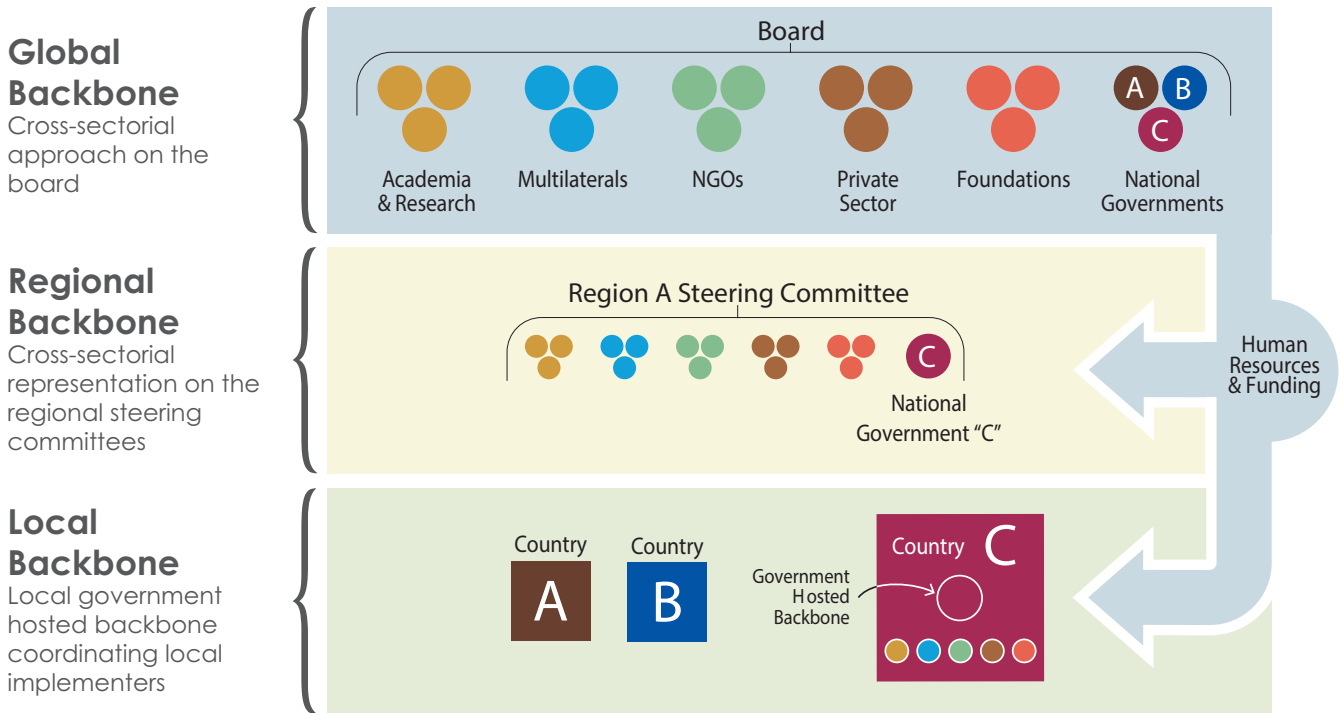 Global
Backbone
Cross-sectorial
approach on the
board
Board
A
B
C
Academia
& Research
Multilaterals
NGOs
Private
Sector
Foundations
National
Governments
Regional
Backbone
Cross-sectorial
representation on the
regional steering
committees
Region A Steering Committee
C
National
Government “C”
Human
Resources
& Funding
Local
Backbone
Local government
hosted backbone
coordinating local
implementers
Country
A
Country
B
Country C
Government
Hosted
Backbone